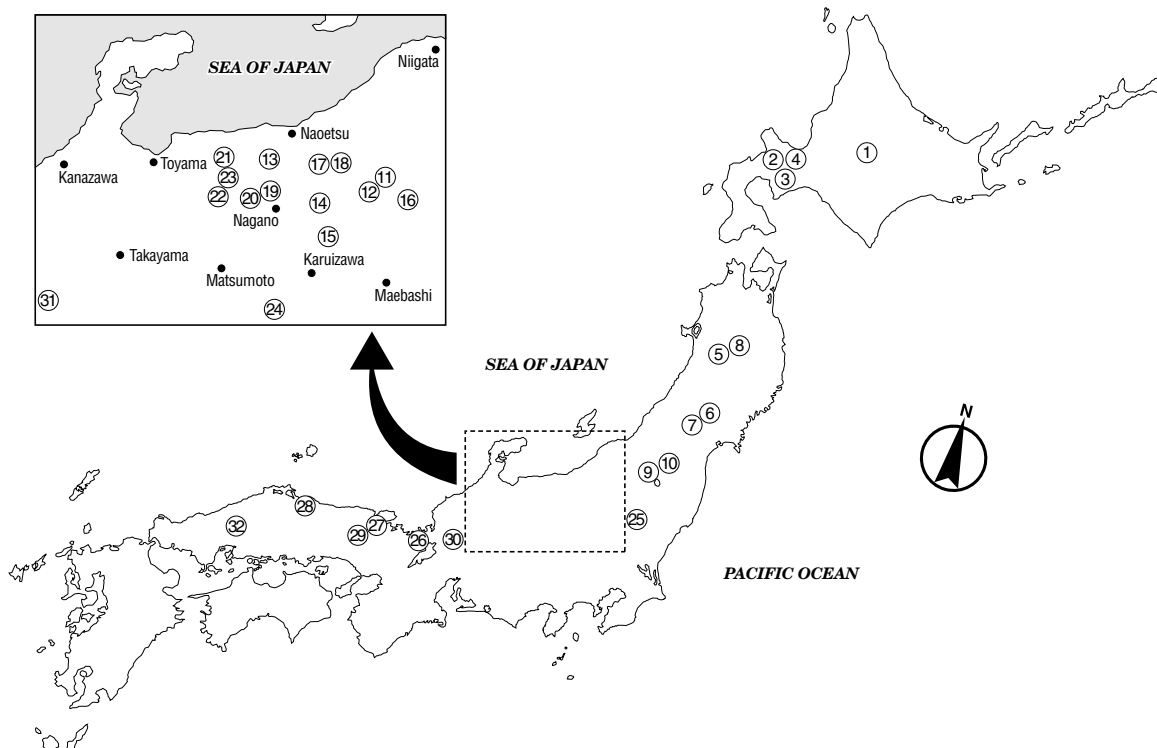 SEA OF JAPAN
Niigata
Naoetsu
Toyama
Kanazawa
21
13
17
18
23
11
22
20
19
12
14
16
Nagano
15
Takayama
Matsumoto
Karuizawa
Maebashi
31
24
1
2
4
3
SEA OF JAPAN
5
8
6
7
N
9
10
28
32
27
25
29
26
30
PACIFIC OCEAN